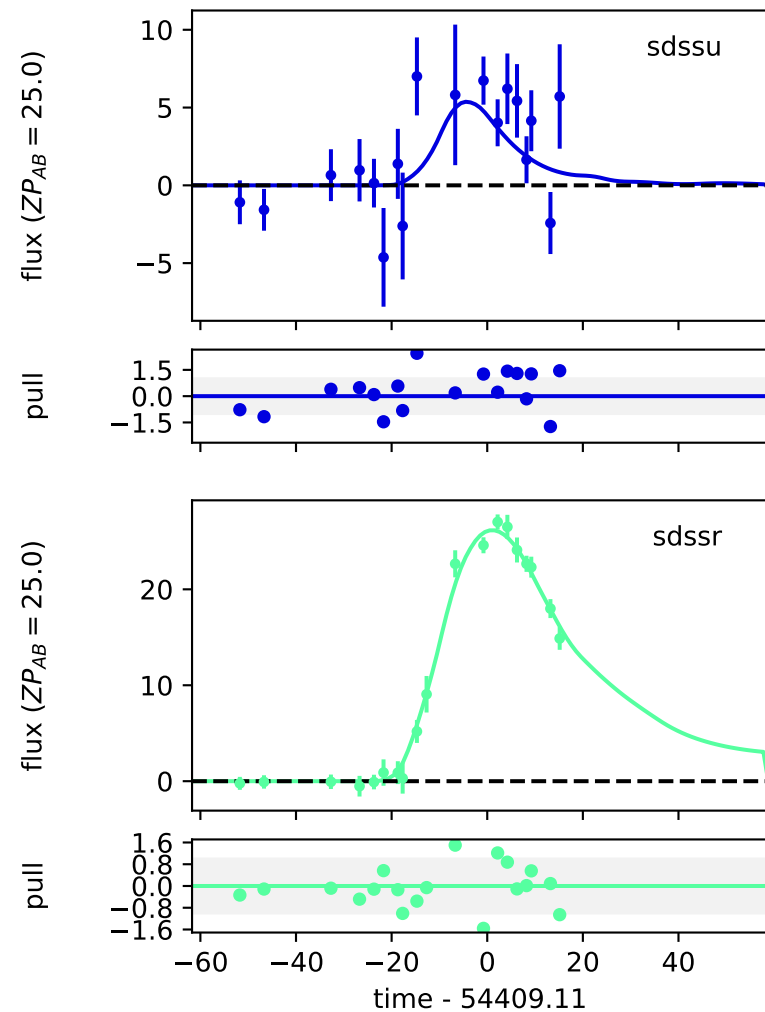 10
5
0
−5
flux (ZP_AB = 25.0)
sdssu
1.5
0.0
−1.5
pull
20
10
0
flux (ZP_AB = 25.0)
sdssr
1.6
0.8
0.0
−0.8
−1.6
pull
−60 −40 −20 0 20 40
time - 54409.11